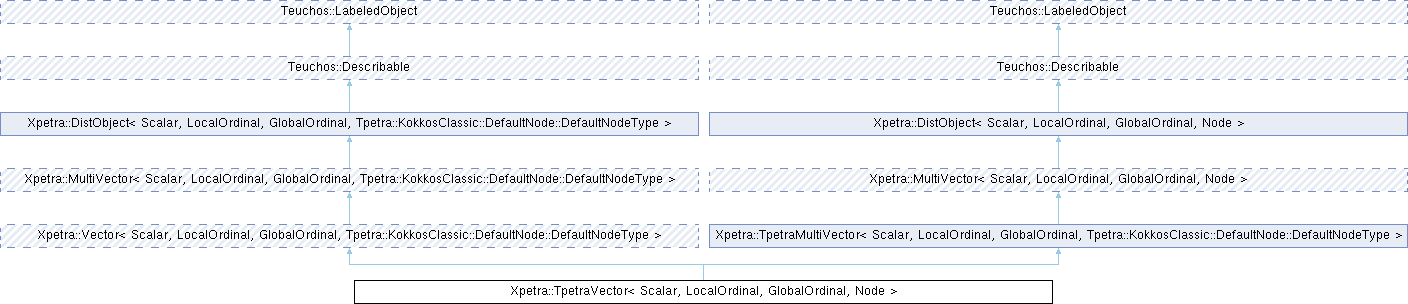 Teuchos::LabeledObject
Teuchos::LabeledObject
Teuchos::Describable
Teuchos::Describable
Xpetra::DistObject< Scalar, LocalOrdinal, GlobalOrdinal, Tpetra::KokkosClassic::DefaultNode::DefaultNodeType >
Xpetra::DistObject< Scalar, LocalOrdinal, GlobalOrdinal, Node >
Xpetra::MultiVector< Scalar, LocalOrdinal, GlobalOrdinal, Tpetra::KokkosClassic::DefaultNode::DefaultNodeType >
Xpetra::MultiVector< Scalar, LocalOrdinal, GlobalOrdinal, Node >
Xpetra::Vector< Scalar, LocalOrdinal, GlobalOrdinal, Tpetra::KokkosClassic::DefaultNode::DefaultNodeType >
Xpetra::TpetraMultiVector< Scalar, LocalOrdinal, GlobalOrdinal, Tpetra::KokkosClassic::DefaultNode::DefaultNodeType >
Xpetra::TpetraVector< Scalar, LocalOrdinal, GlobalOrdinal, Node >